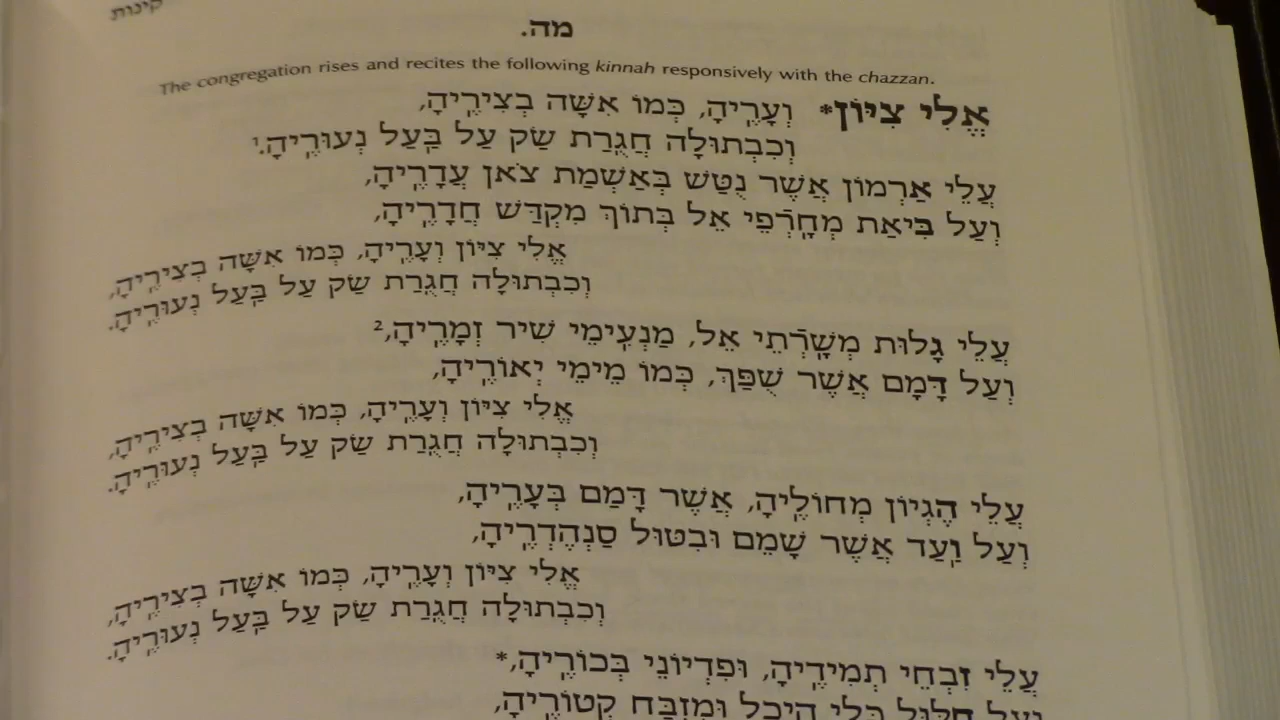 קינות
מה.
The congregation rises and recites the following kinnah responsively with the chazzan.
אֱלִי צִיּוֹן* וְעָרֶֽיהָ, כְּמוֹ אִשָּׁה בְצִירֶֽיהָ,
וְכִבְתוּלָה חֲגֻרַת שַׂק עַל בַּֽעַל נְעוּרֶֽיהָ.¹
עֲלֵי אַרְמוֹן אֲשֶׁר נֻטַּשׁ בְּאַשְׁמַת צֹאן עֲדָרֶֽיהָ,
וְעַל בִּיאַת מְחָֽרְפֵי אֵל בְּתוֹךְ מִקְדַּשׁ חֲדָרֶֽיהָ,
אֱלִי צִיּוֹן וְעָרֶֽיהָ, כְּמוֹ אִשָּׁה בְצִירֶֽיהָ,
וְכִבְתוּלָה חֲגֻרַת שַׂק עַל בַּֽעַל נְעוּרֶֽיהָ.
עֲלֵי גָלוּת מְשָֽׁרְתֵי אֵל, מַנְעִֽימֵי שִׁיר זְמָרֶֽיהָ,²
וְעַל דָּמָם אֲשֶׁר שֻׁפַּךְ, כְּמוֹ מֵימֵי יְאוֹרֶֽיהָ,
אֱלִי צִיּוֹן וְעָרֶֽיהָ, כְּמוֹ אִשָּׁה בְצִירֶֽיהָ,
וְכִבְתוּלָה חֲגֻרַת שַׂק עַל בַּֽעַל נְעוּרֶֽיהָ.
עֲלֵי הֶגְיוֹן מְחוֹלֶֽיהָ, אֲשֶׁר דָּמַם בְּעָרֶֽיהָ,
וְעַל וַֽעַד אֲשֶׁר שָׁמֵם וּבִטּוּל סַנְהֶדְרֶֽיהָ,
אֱלִי צִיּוֹן וְעָרֶֽיהָ, כְּמוֹ אִשָּׁה בְצִירֶֽיהָ,
וְכִבְתוּלָה חֲגֻרַת שַׂק עַל בַּֽעַל נְעוּרֶֽיהָ.
עֲלֵי זִבְחֵי תְמִידֶֽיהָ, וּפִדְיוֹנֵי בְּכוֹרֶֽיהָ,*
וְעַל חִלּוּל כְּלֵי הֵיכָל וּמִזְבַּח קְטוֹרֶֽיהָ,